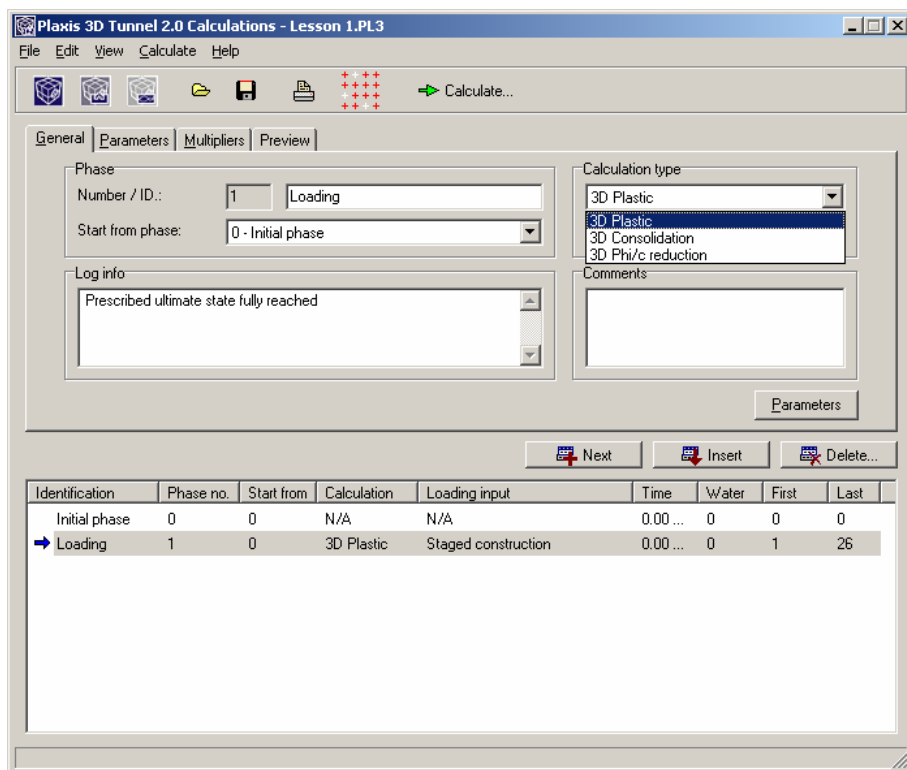 Plaxis 3D Tunnel 2.0 Calculations - Lesson 1.PL3
File Edit View Calculate Help
Calculate...
General Parameters Multipliers Preview
Phase
Number / ID.: 1 Loading
Start from phase: 0 - Initial phase
Calculation type
3D Plastic
3D Plastic
3D Consolidation
3D Phi/c reduction
Log info
Prescribed ultimate state fully reached
Comments
Parameters
Next Insert Delete...
Identification Phase no. Start from Calculation Loading input Time Water First Last
Initial phase 0 0 N/A N/A 0.00 ... 0 0 0
Loading 1 0 3D Plastic Staged construction 0.00 ... 0 1 26